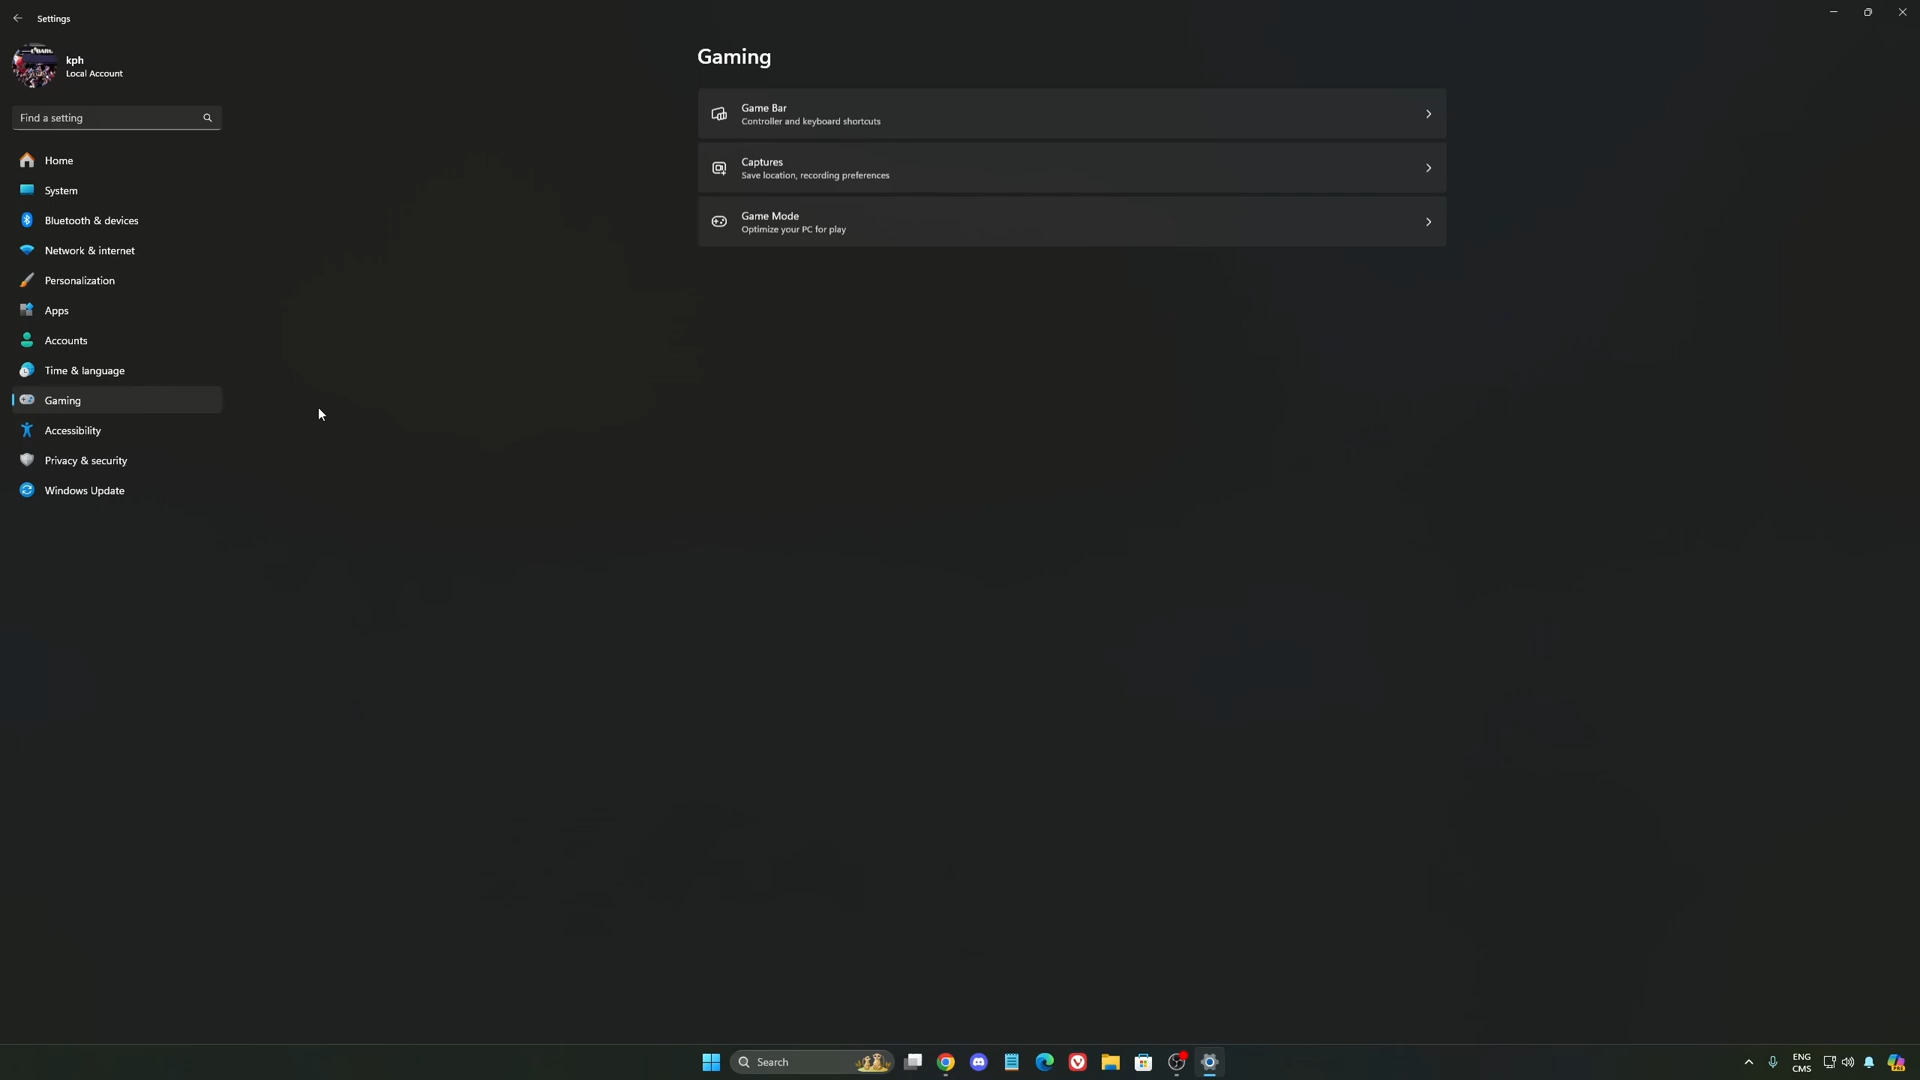 Settings
kph
Local Account
Find a setting
Home
System
Bluetooth & devices
Network & internet
Personalization
Apps
Accounts
Time & language
Gaming
Accessibility
Privacy & security
Windows Update
Gaming
Game Bar
Controller and keyboard shortcuts
Captures
Save location, recording preferences
Game Mode
Optimize your PC for play
Search
ENG
CMS